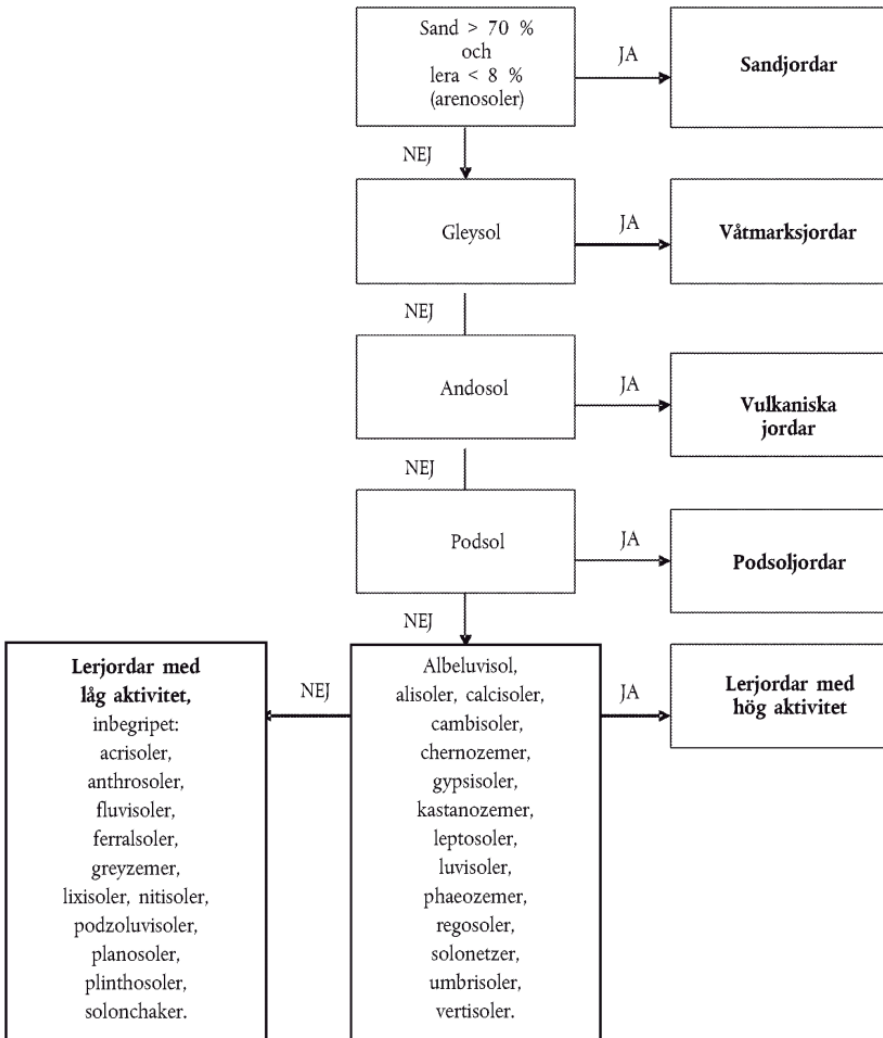 Sand > 70 %
och
lera < 8 %
(arenosoler)
JA
Sandjordar
NEJ
Gleysol
JA
Våtmarksjordar
NEJ
Andosol
JA
Vulkaniska
jordar
NEJ
Podsol
JA
Podsoljordar
NEJ
Lerjordar med
låg aktivitet,
inbegripet:
acrisoler,
anthrosoler,
fluvisoler,
ferralsoler,
greyzemer,
lixisoler, nitisoler,
podzoluvisoler,
planosoler,
plinthosoler,
solonchaker.
NEJ
Albeluvisol,
alisoler, calcisoler,
cambisoler,
chernozemer,
gypsisoler,
kastanozemer,
leptosoler,
luvisoler,
phaeozemer,
regosoler,
solonetzer,
umbrisoler,
vertisoler.
JA
Lerjordar med
hög aktivitet